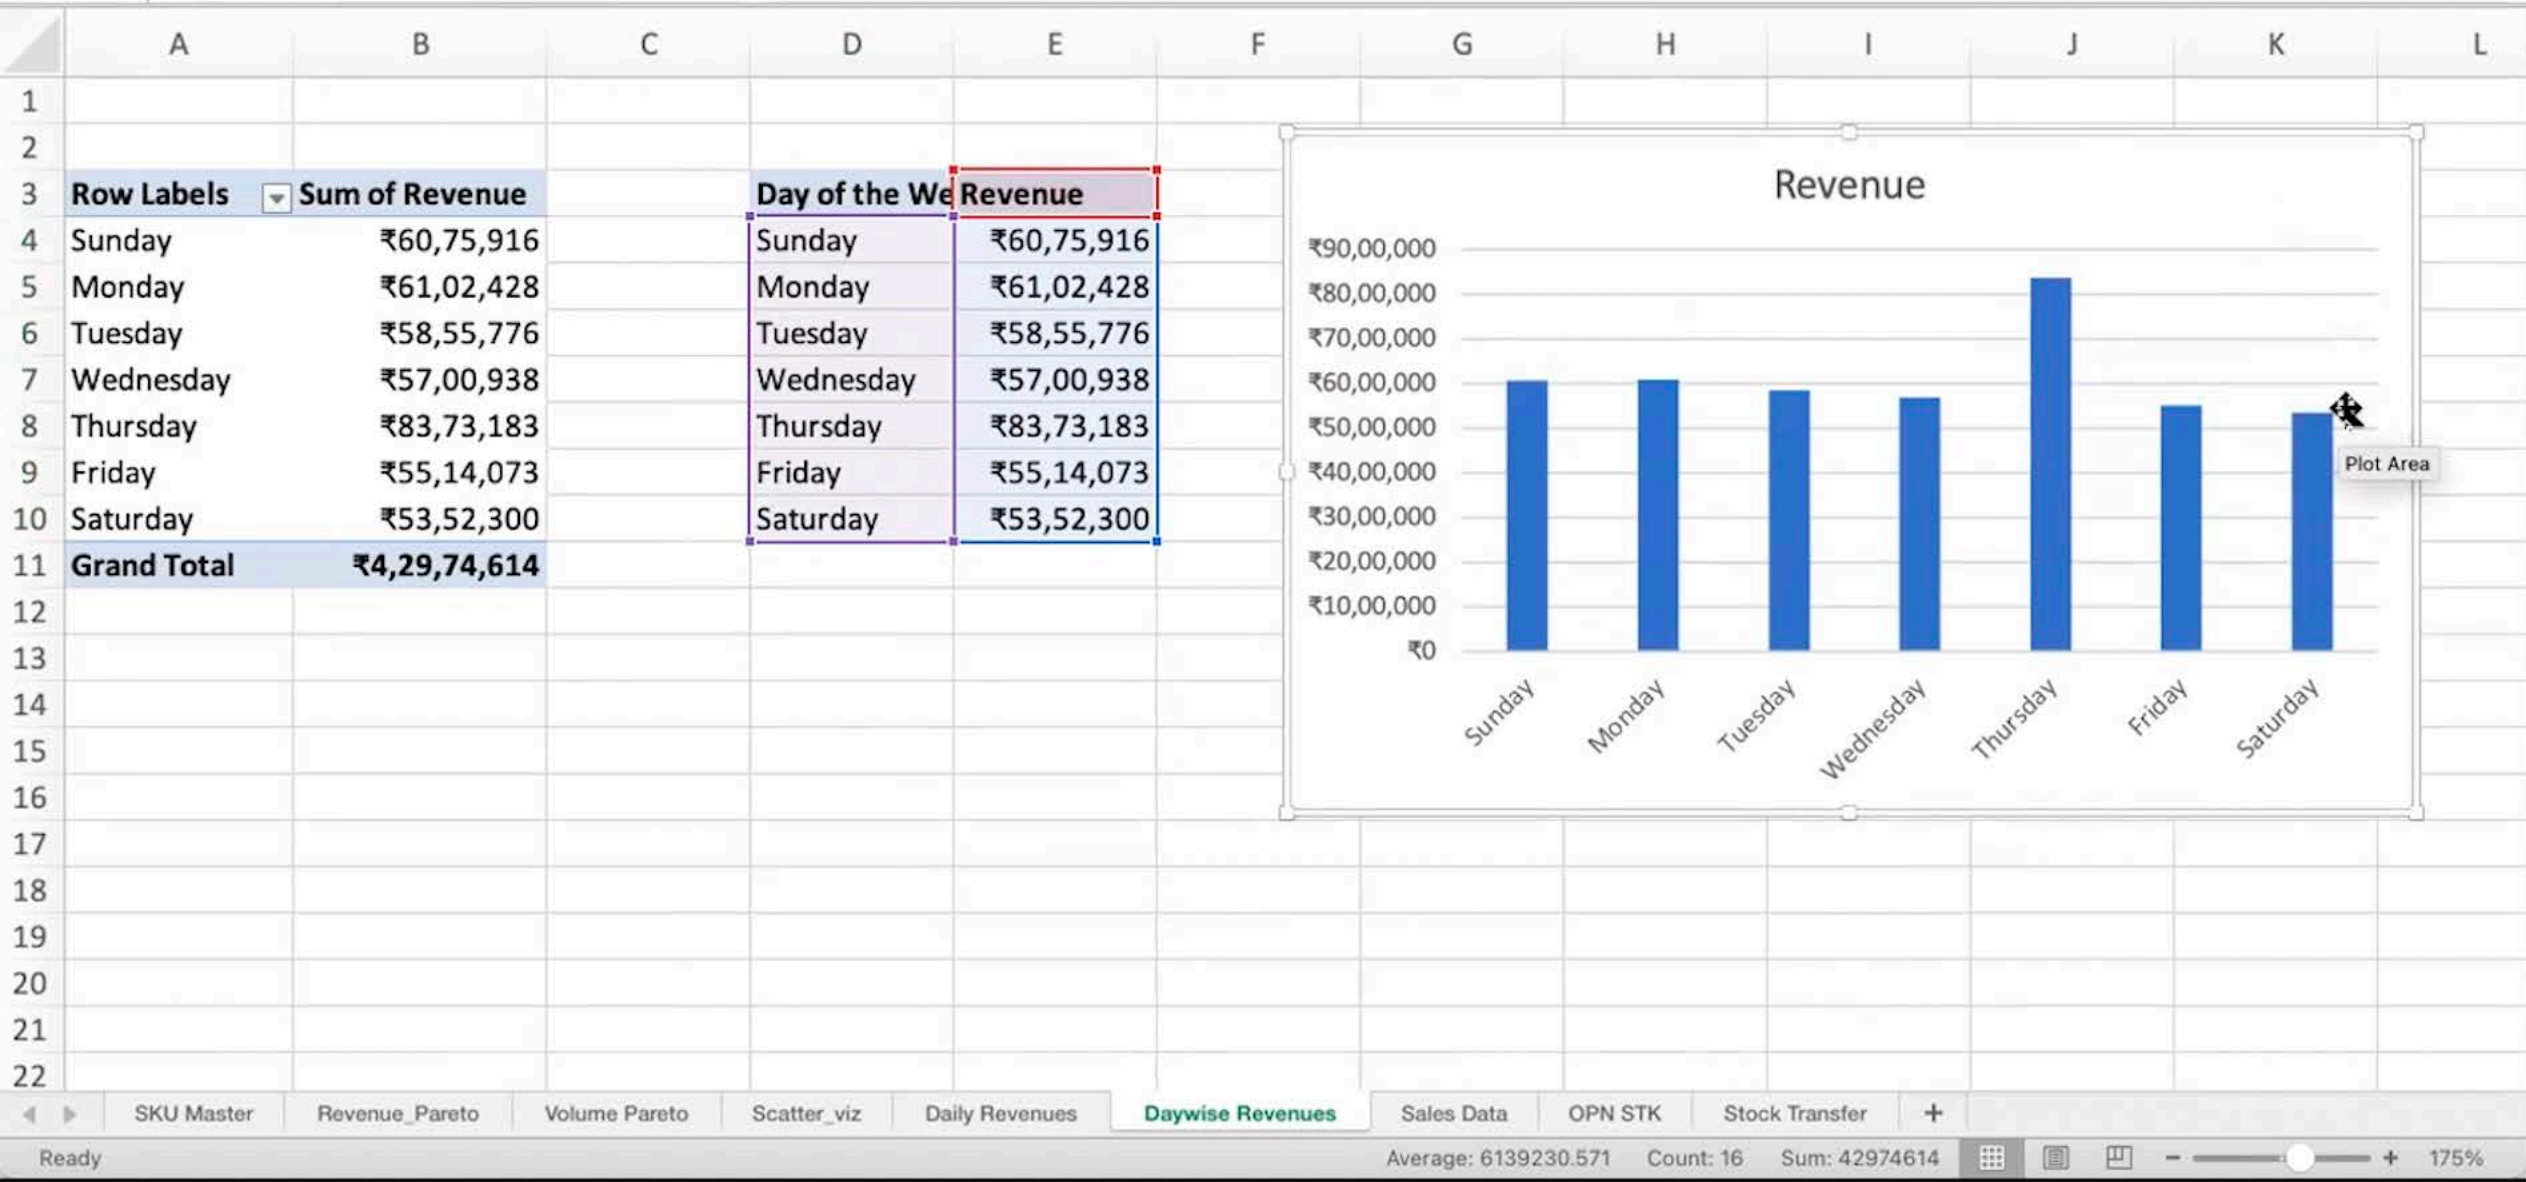 A B C D E F G H I J K L
1
2
3 Row Labels Sum of Revenue Day of the We Revenue
4 Sunday ₹60,75,916 Sunday ₹60,75,916
5 Monday ₹61,02,428 Monday ₹61,02,428
6 Tuesday ₹58,55,776 Tuesday ₹58,55,776
7 Wednesday ₹57,00,938 Wednesday ₹57,00,938
8 Thursday ₹83,73,183 Thursday ₹83,73,183
9 Friday ₹55,14,073 Friday ₹55,14,073
10 Saturday ₹53,52,300 Saturday ₹53,52,300
11 Grand Total ₹4,29,74,614
12
13
14
15
16
17
18
19
20
21
22
Revenue
₹90,00,000
₹80,00,000
₹70,00,000
₹60,00,000
₹50,00,000
₹40,00,000
₹30,00,000
₹20,00,000
₹10,00,000
₹0
Sunday Monday Tuesday Wednesday Thursday Friday Saturday
Plot Area
SKU Master Revenue_Pareto Volume Pareto Scatter_viz Daily Revenues Daywise Revenues Sales Data OPN STK Stock Transfer +
Ready Average: 6139230.571 Count: 16 Sum: 42974614 − + 175%